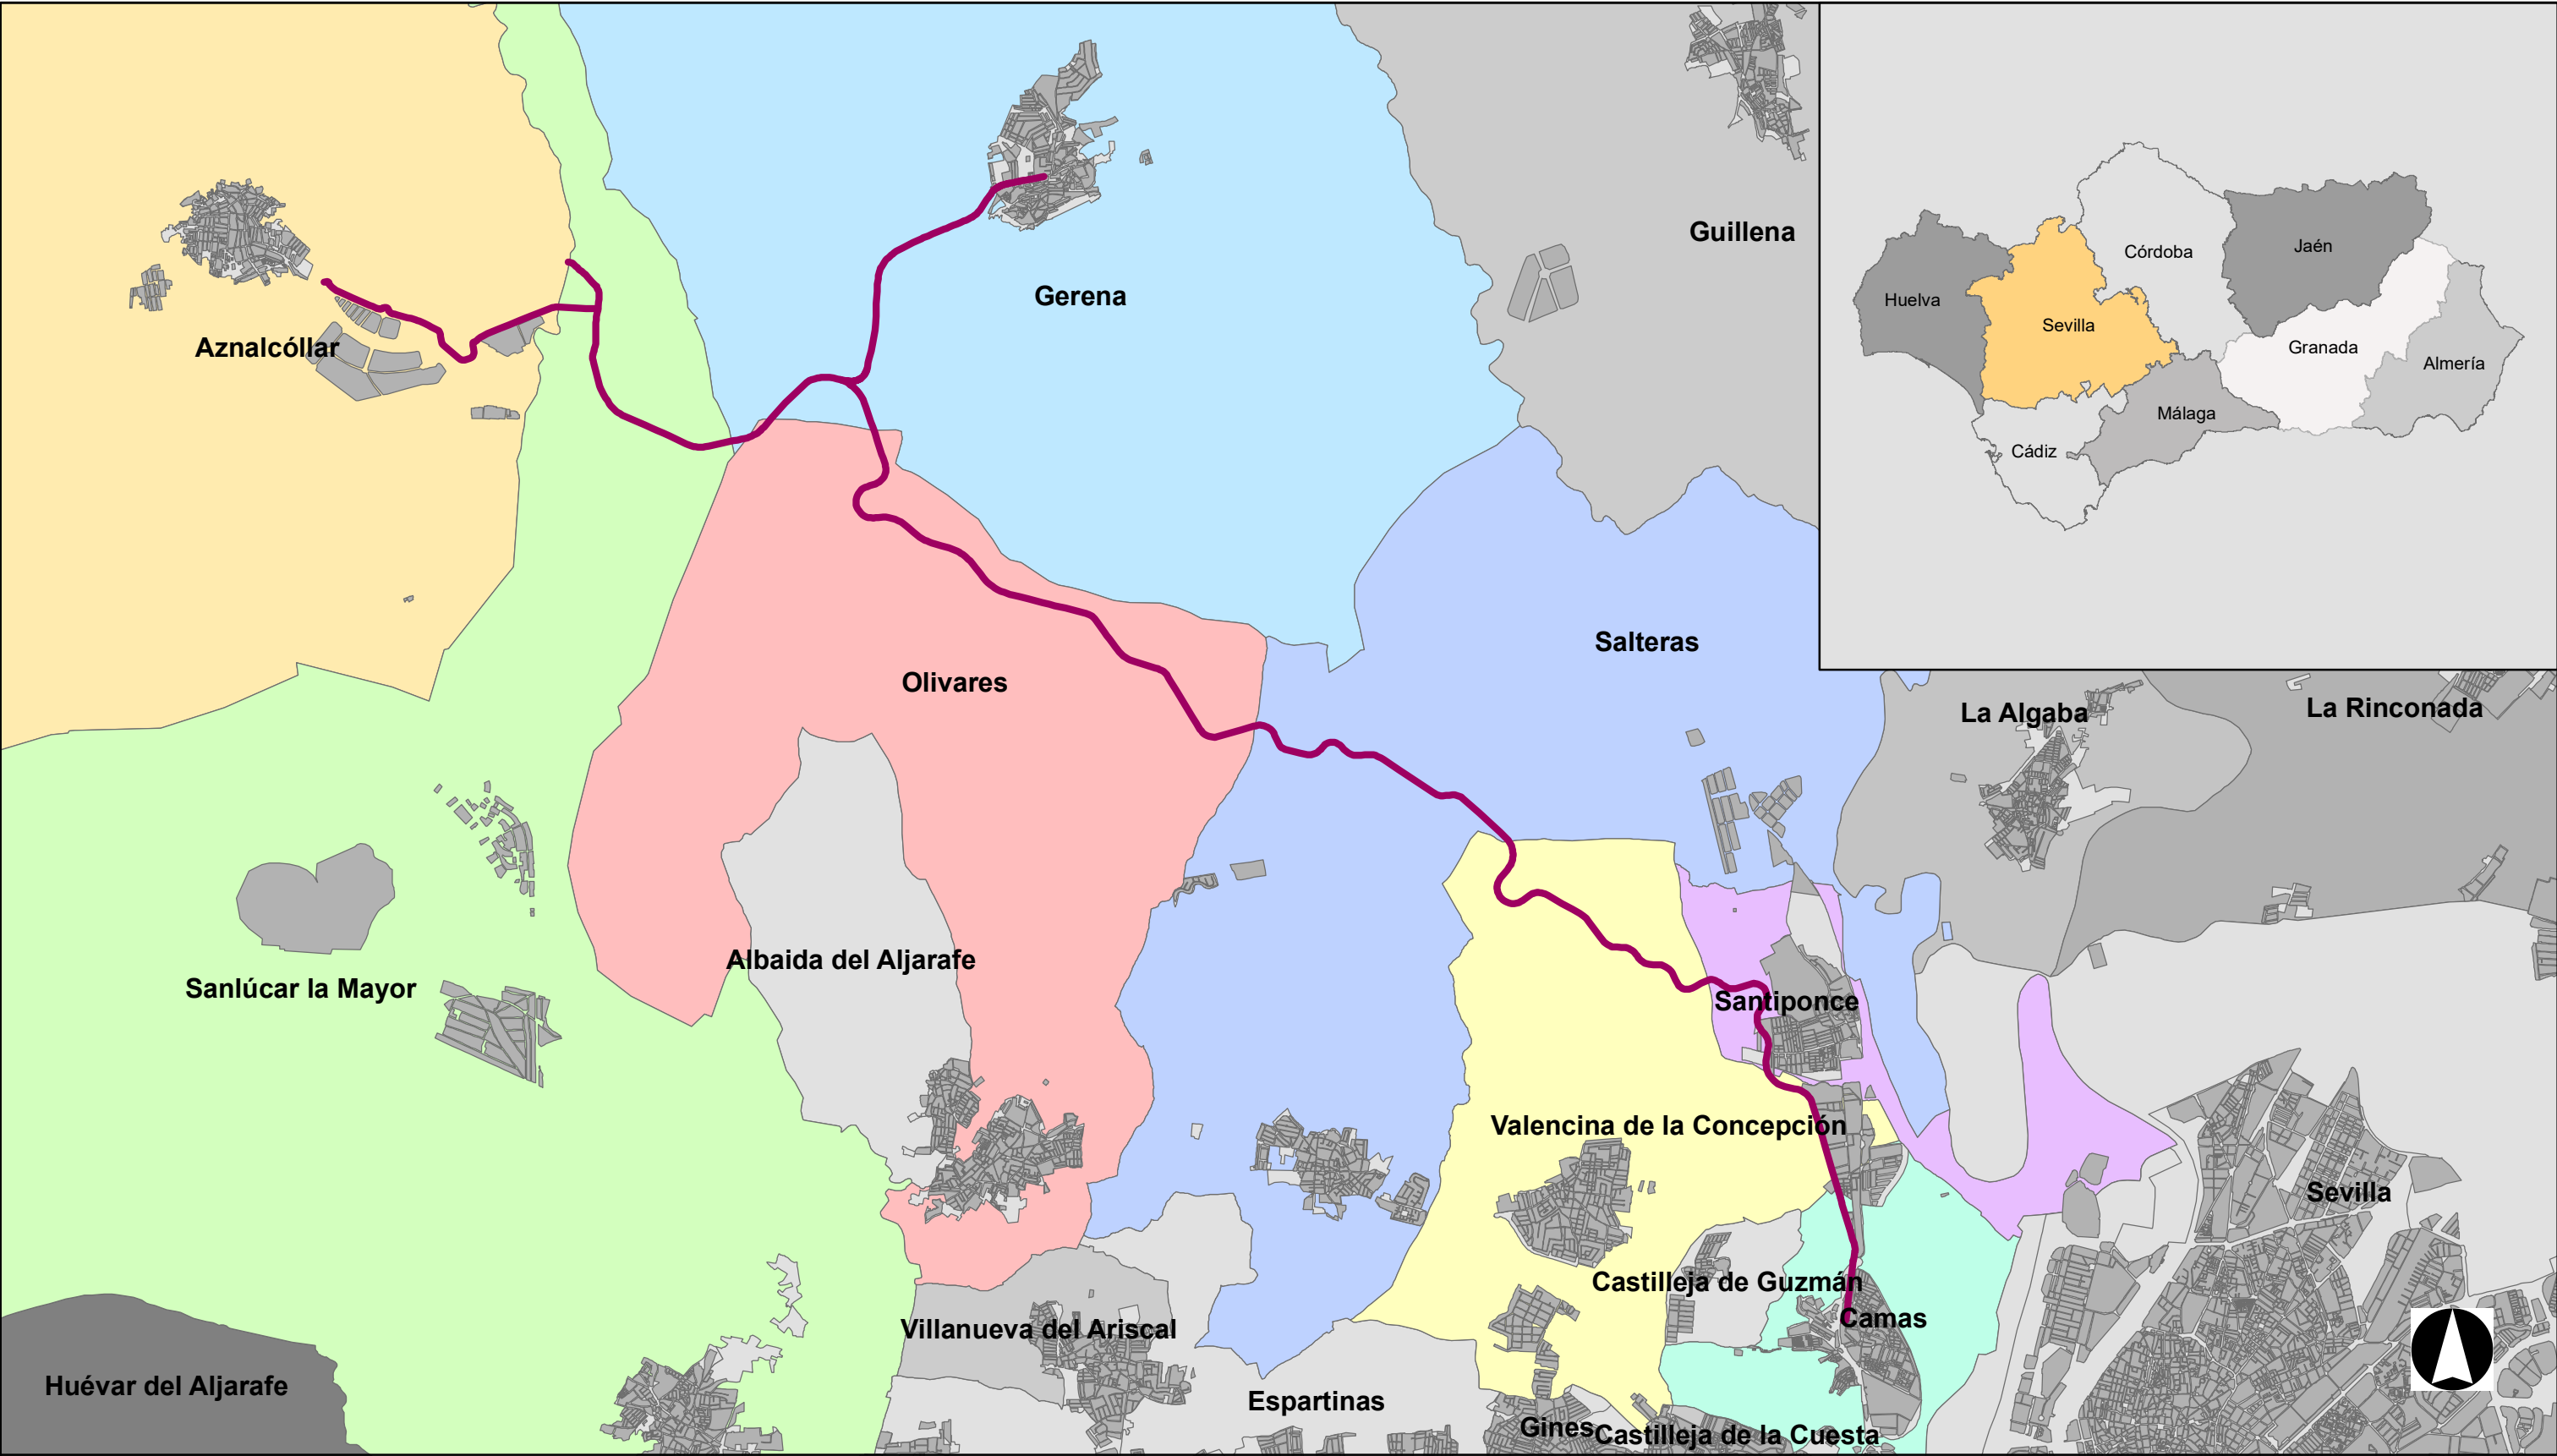 Guillena
Gerena
Aznalcóllar
Córdoba
Jaén
Huelva
Sevilla
Granada
Almería
Málaga
Cádiz
Salteras
Olivares
La Algaba
La Rinconada
Albaida del Aljarafe
Sanlúcar la Mayor
Santiponce
Valencina de la Concepción
Sevilla
Castilleja de Guzmán
Camas
Villanueva del Ariscal
Huévar del Aljarafe
Espartinas
Gines
Castilleja de la Cuesta